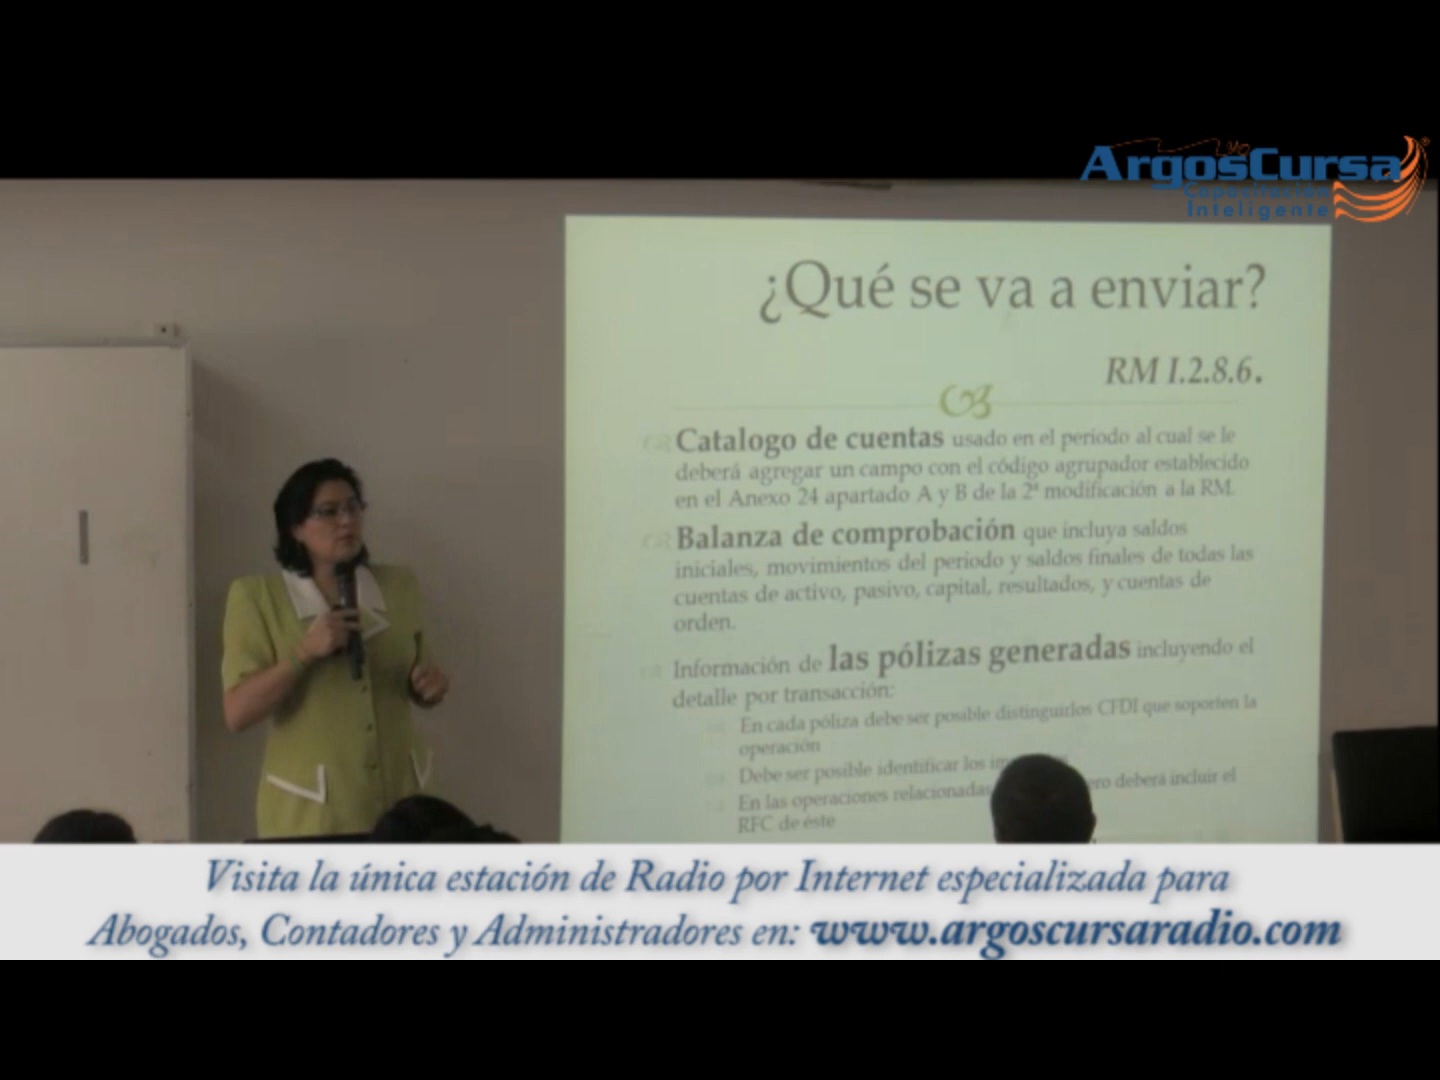 ArgosCursa
Capacitación
Inteligente
¿Qué se va a enviar?
RM I.2.8.6.
Catalogo de cuentas usado en el periodo al cual se le
deberá agregar un campo con el código agrupador establecido
en el Anexo 24 apartado A y B de la 2ª modificación a la RM.
Balanza de comprobación que incluya saldos
iniciales, movimientos del periodo y saldos finales de todas las
cuentas de activo, pasivo, capital, resultados, y cuentas de
orden.
Información de las pólizas generadas incluyendo el
detalle por transacción:
En cada póliza debe ser posible distinguir los CFDI que soporten la
operación
Debe ser posible identificar los
En las operaciones relacionadas deberá incluir el
RFC de éste
Visita la única estación de Radio por Internet especializada para
Abogados, Contadores y Administradores en: www.argoscursaradio.com